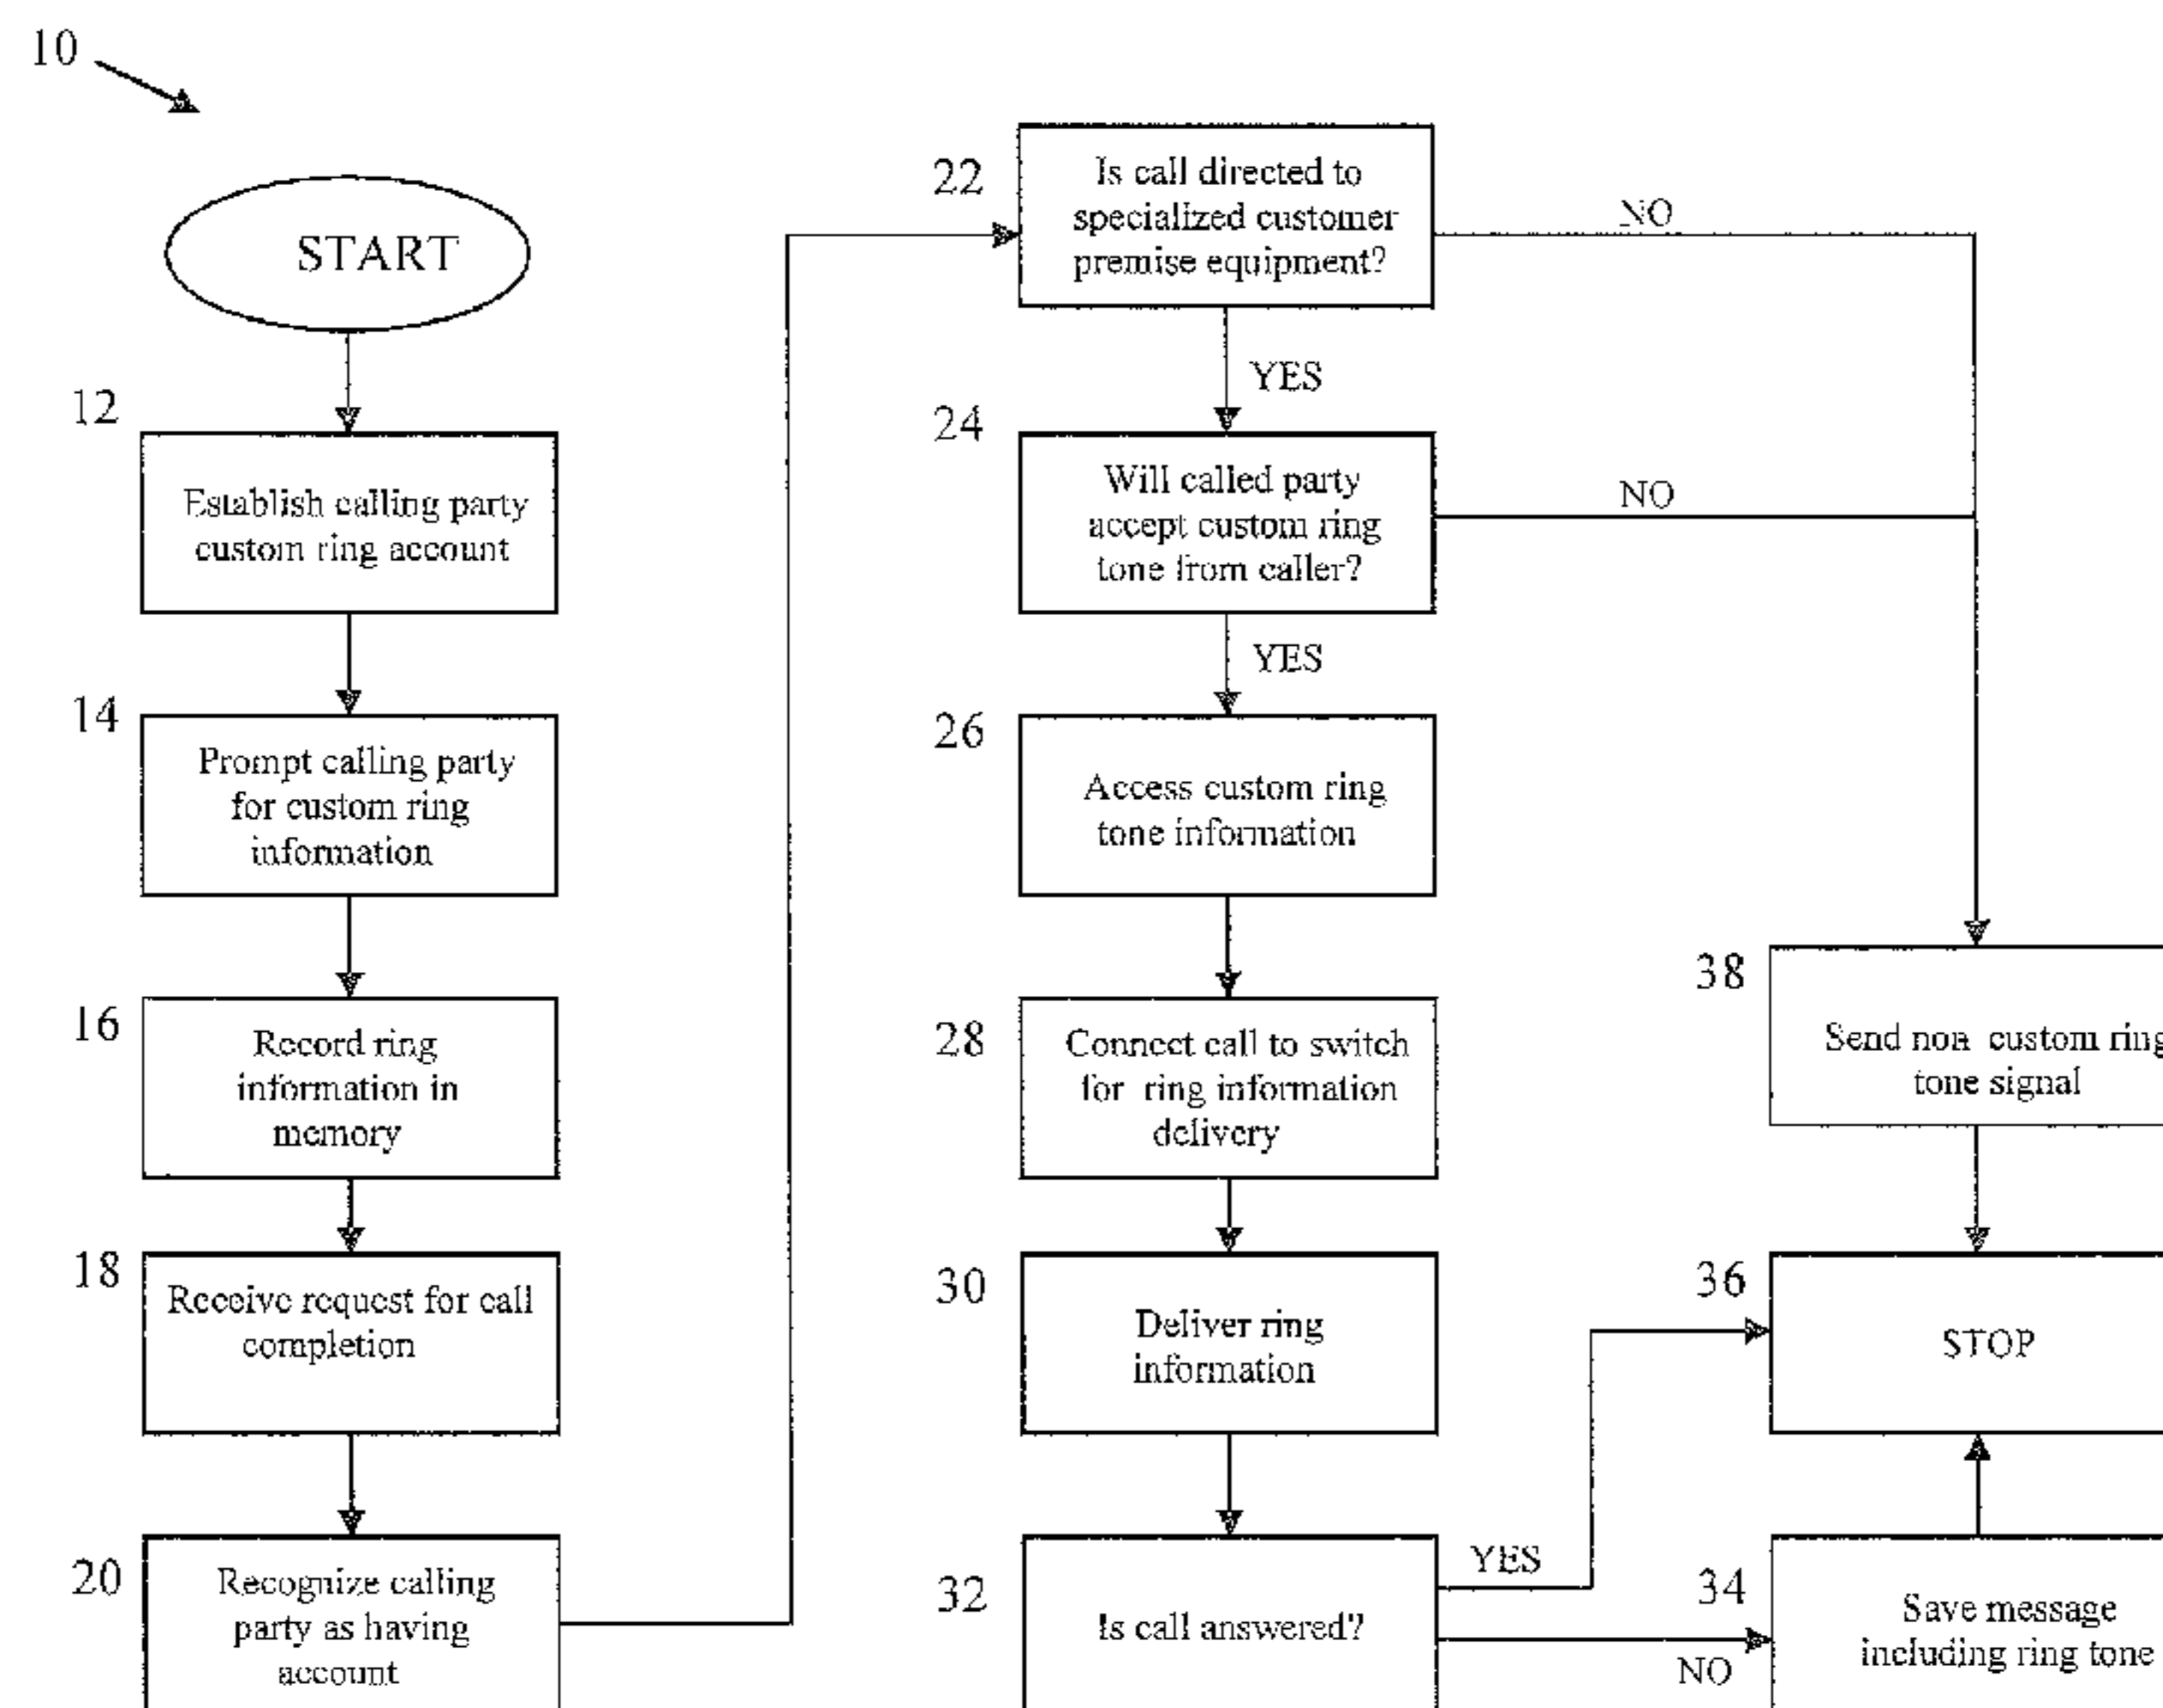 10
START
12
Establish calling party
custom ring account
14
Prompt calling party
for custom ring
information
16
Record ring
information in
memory
18
Receive request for call
completion
20
Recognize calling
party as having
account
22
Is call directed to
specialized customer
premise equipment?
NO
YES
24
Will called party
accept custom ring
tone from caller?
NO
YES
26
Access custom ring
tone information
28
Connect call to switch
for ring information
delivery
30
Deliver ring
information
32
Is call answered?
YES
NO
38
Send non custom ring
tone signal
36
STOP
34
Save message
including ring tone